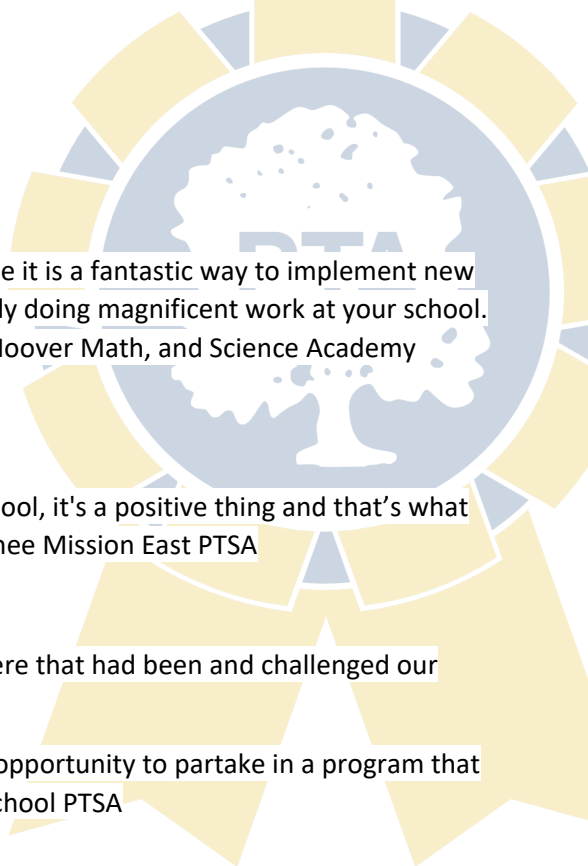 PTA
e it is a fantastic way to implement new
ly doing magnificent work at your school.
Hoover Math, and Science Academy
ool, it's a positive thing and that’s what
nee Mission East PTSA
ere that had been and challenged our
opportunity to partake in a program that
chool PTSA